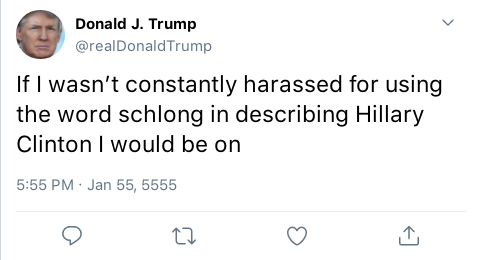 Donald J. Trump
@realDonaldTrump
If I wasn't constantly harassed for using
the word schlong in describing Hillary
Clinton I would be on
5:55 PM · Jan 55, 5555